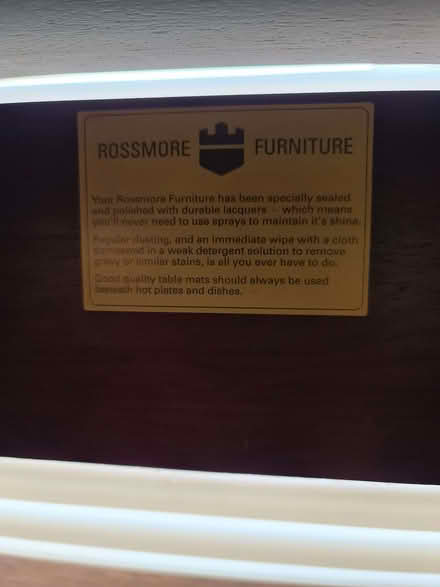 ROSSMORE FURNITURE
Your Rossmore Furniture has been specially sealed
and polished with durable lacquers – which means
you'll never need to use sprays to maintain it's shine.
Regular dusting, and an immediate wipe with a cloth
dampened in a weak detergent solution to remove
gravy or similar stains, is all you ever have to do.
Good quality table mats should always be used
beneath hot plates and dishes.